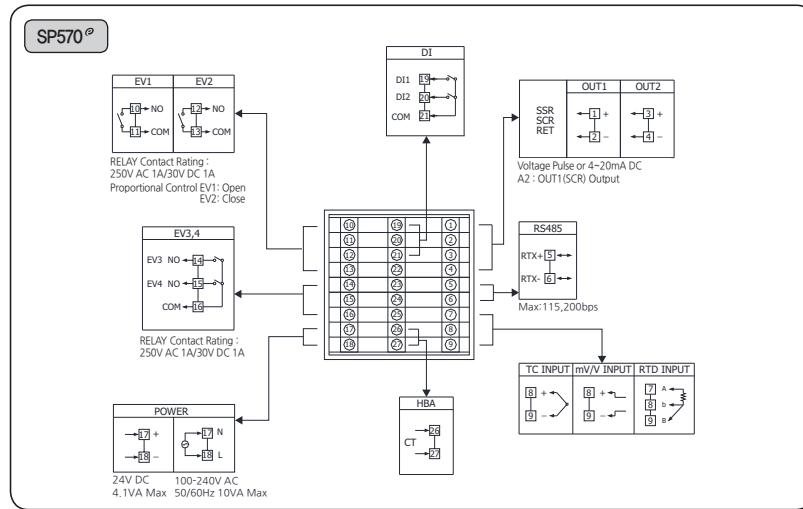 SP570
DI
DI1 19
DI2 20
COM 21
EV1 EV2
10 NO 12 NO
11 COM 13 COM
RELAY Contact Rating :
250V AC 1A/30V DC 1A
Proportional Control EV1: Open
EV2: Close
SSR
SCR
RET
OUT1 OUT2
1 + 3 +
2 – 4 –
Voltage Pulse or 4~20mA DC
A2 : OUT1(SCR) Output
EV3,4
EV3 NO 14
EV4 NO 15
COM 16
RELAY Contact Rating :
250V AC 1A/30V DC 1A
10 19 1
11 20 2
12 21 3
13 22 4
14 23 5
15 24 6
16 25 7
17 26 8
18 27 9
RS485
RTX+ 5
RTX- 6
Max:115,200bps
POWER
17 + 17 N
18 – 18 L
24V DC 100-240V AC
4.1VA Max 50/60Hz 10VA Max
HBA
CT
26
27
TC INPUT mV/V INPUT RTD INPUT
8 + 8 + 7 A
8 b
9 – 9 – 9 B